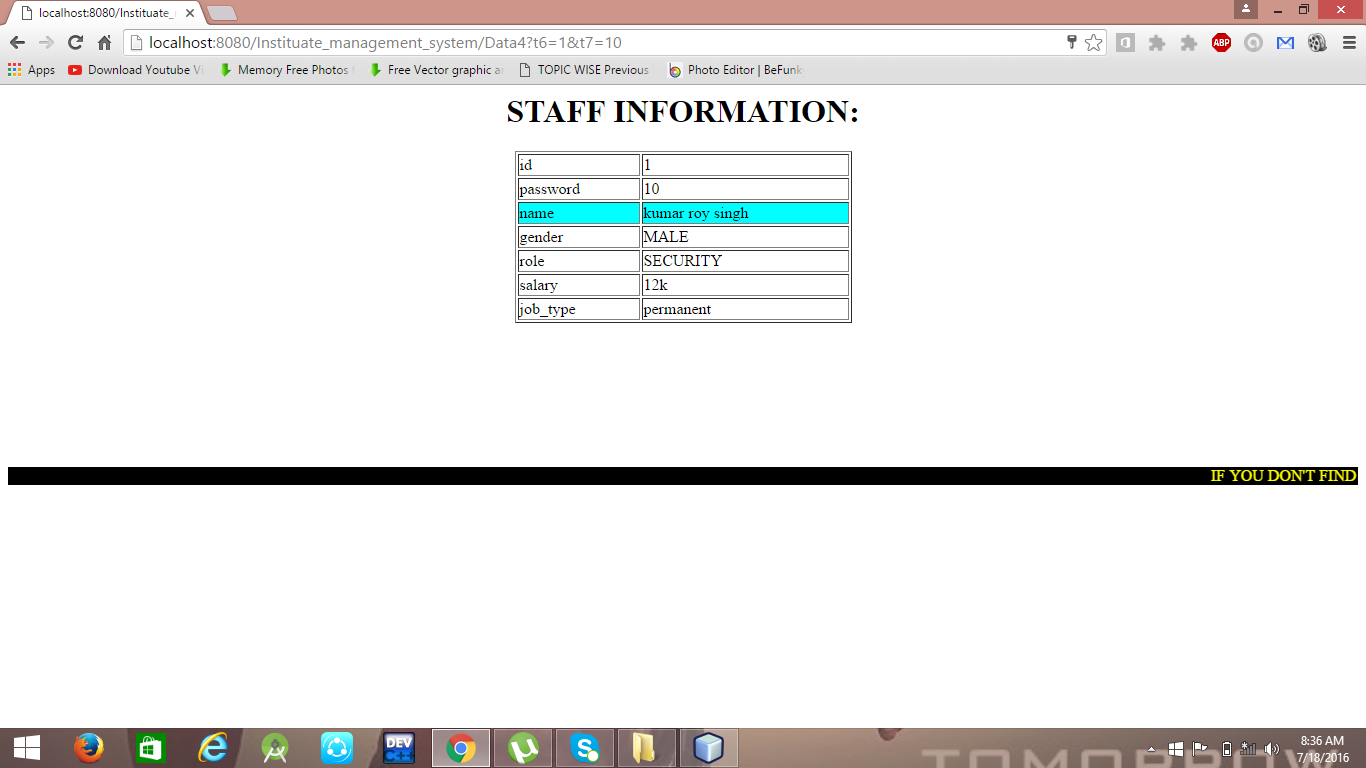 localhost:8080/Instituate_
localhost:8080/Instituate_management_system/Data4?t6=1&t7=10
ABP
Apps Download Youtube Vi Memory Free Photos Free Vector graphic a TOPIC WISE Previous Photo Editor | BeFunk
STAFF INFORMATION:
id 1
password 10
name kumar roy singh
gender MALE
role SECURITY
salary 12k
job_type permanent
IF YOU DON'T FIND
DEV
C++
TOMORROW
8:36 AM
7/18/2016